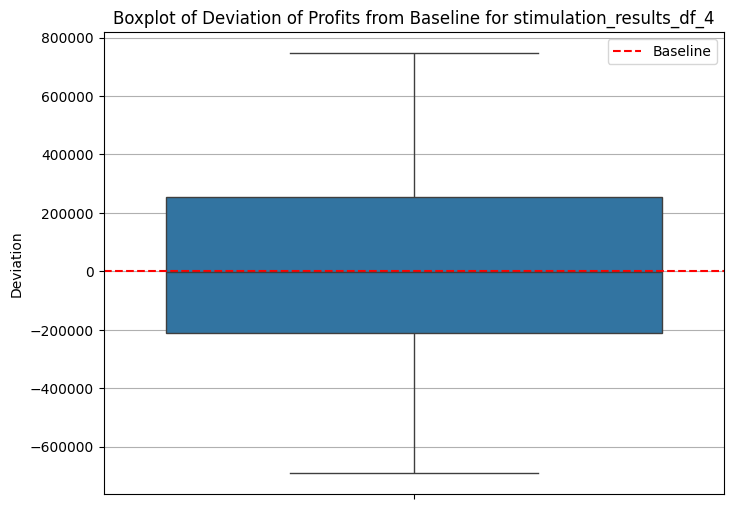 Boxplot of Deviation of Profits from Baseline for stimulation_results_df_4
Baseline
Deviation
800000
600000
400000
200000
0
−200000
−400000
−600000